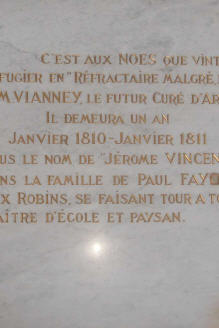 C'EST AUX NOES QUE VINT
ÉFUGIER EN "RÉFRACTAIRE MALGRÉ
M.VIANNEY, LE FUTUR CURÉ D'AR
IL DEMEURA UN AN
JANVIER 1810-JANVIER 1811
US LE NOM DE "JÉROME VINCEN
NS LA FAMILLE DE PAUL FAYO
X ROBINS, SE FAISANT TOUR A TO
AÎTRE D'ÉCOLE ET PAYSAN.